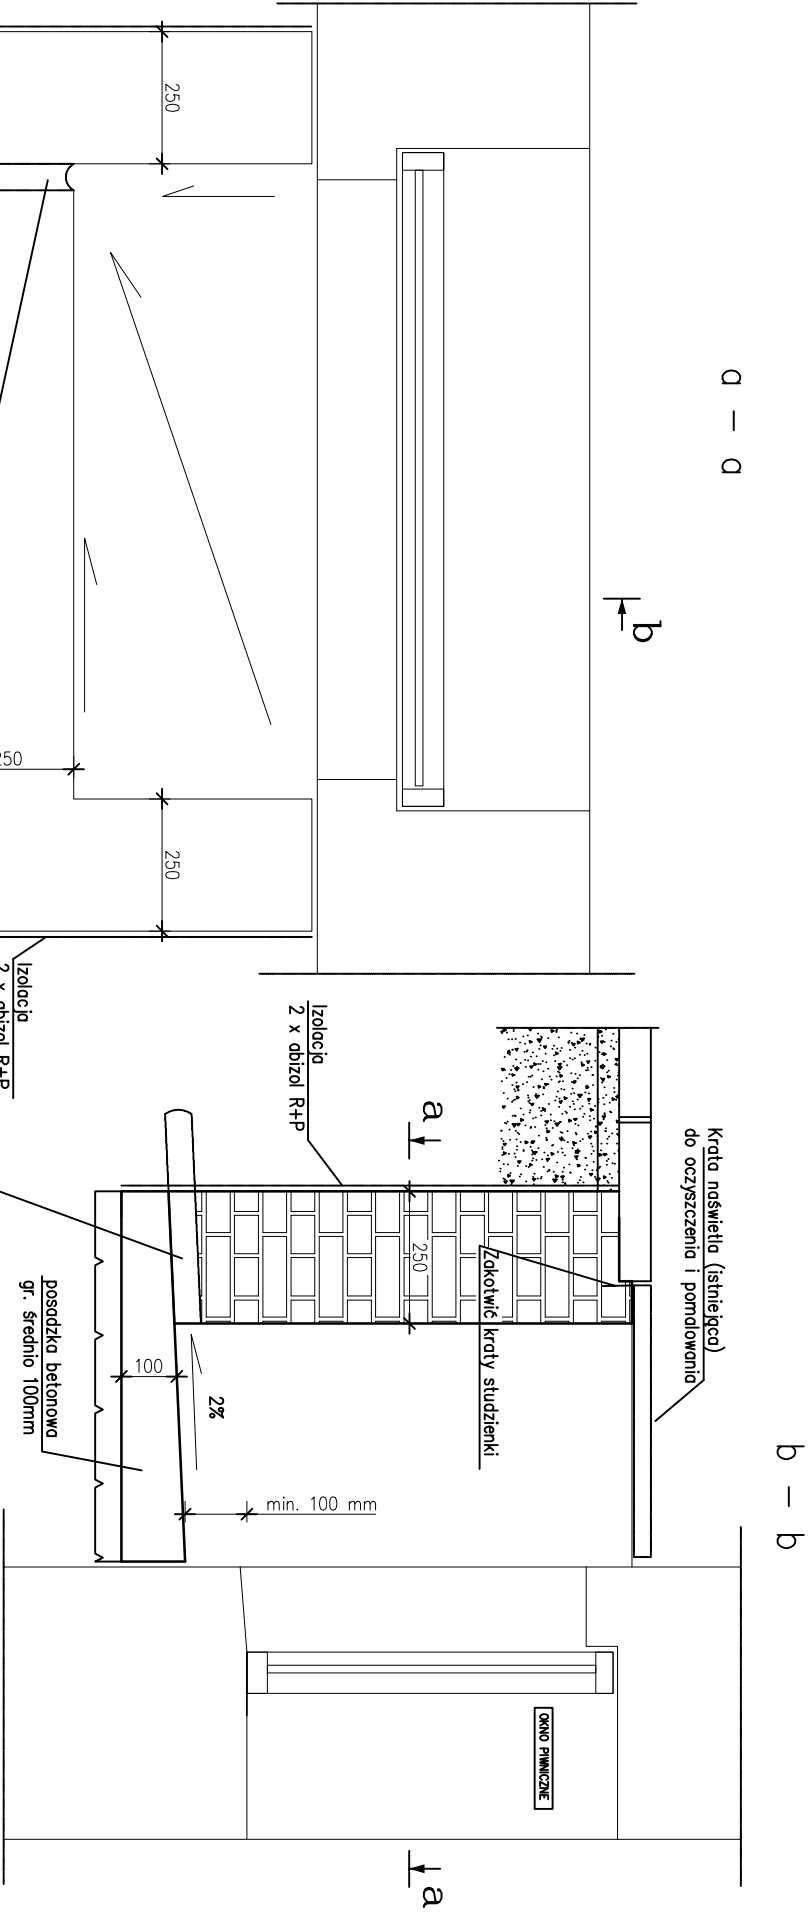 a - a
b
250
250
250
Izolacja
2 x abizol R+P
b - b
Krata naświetla (istniejąca)
do oczyszczenia i pomalowania
Izolacja
2 x abizol R+P
a
250
Zakotwić kraty studzienki
2%
100
min. 100 mm
posadzka betonowa
gr. średnio 100mm
OKNO PIWNICZNE
a